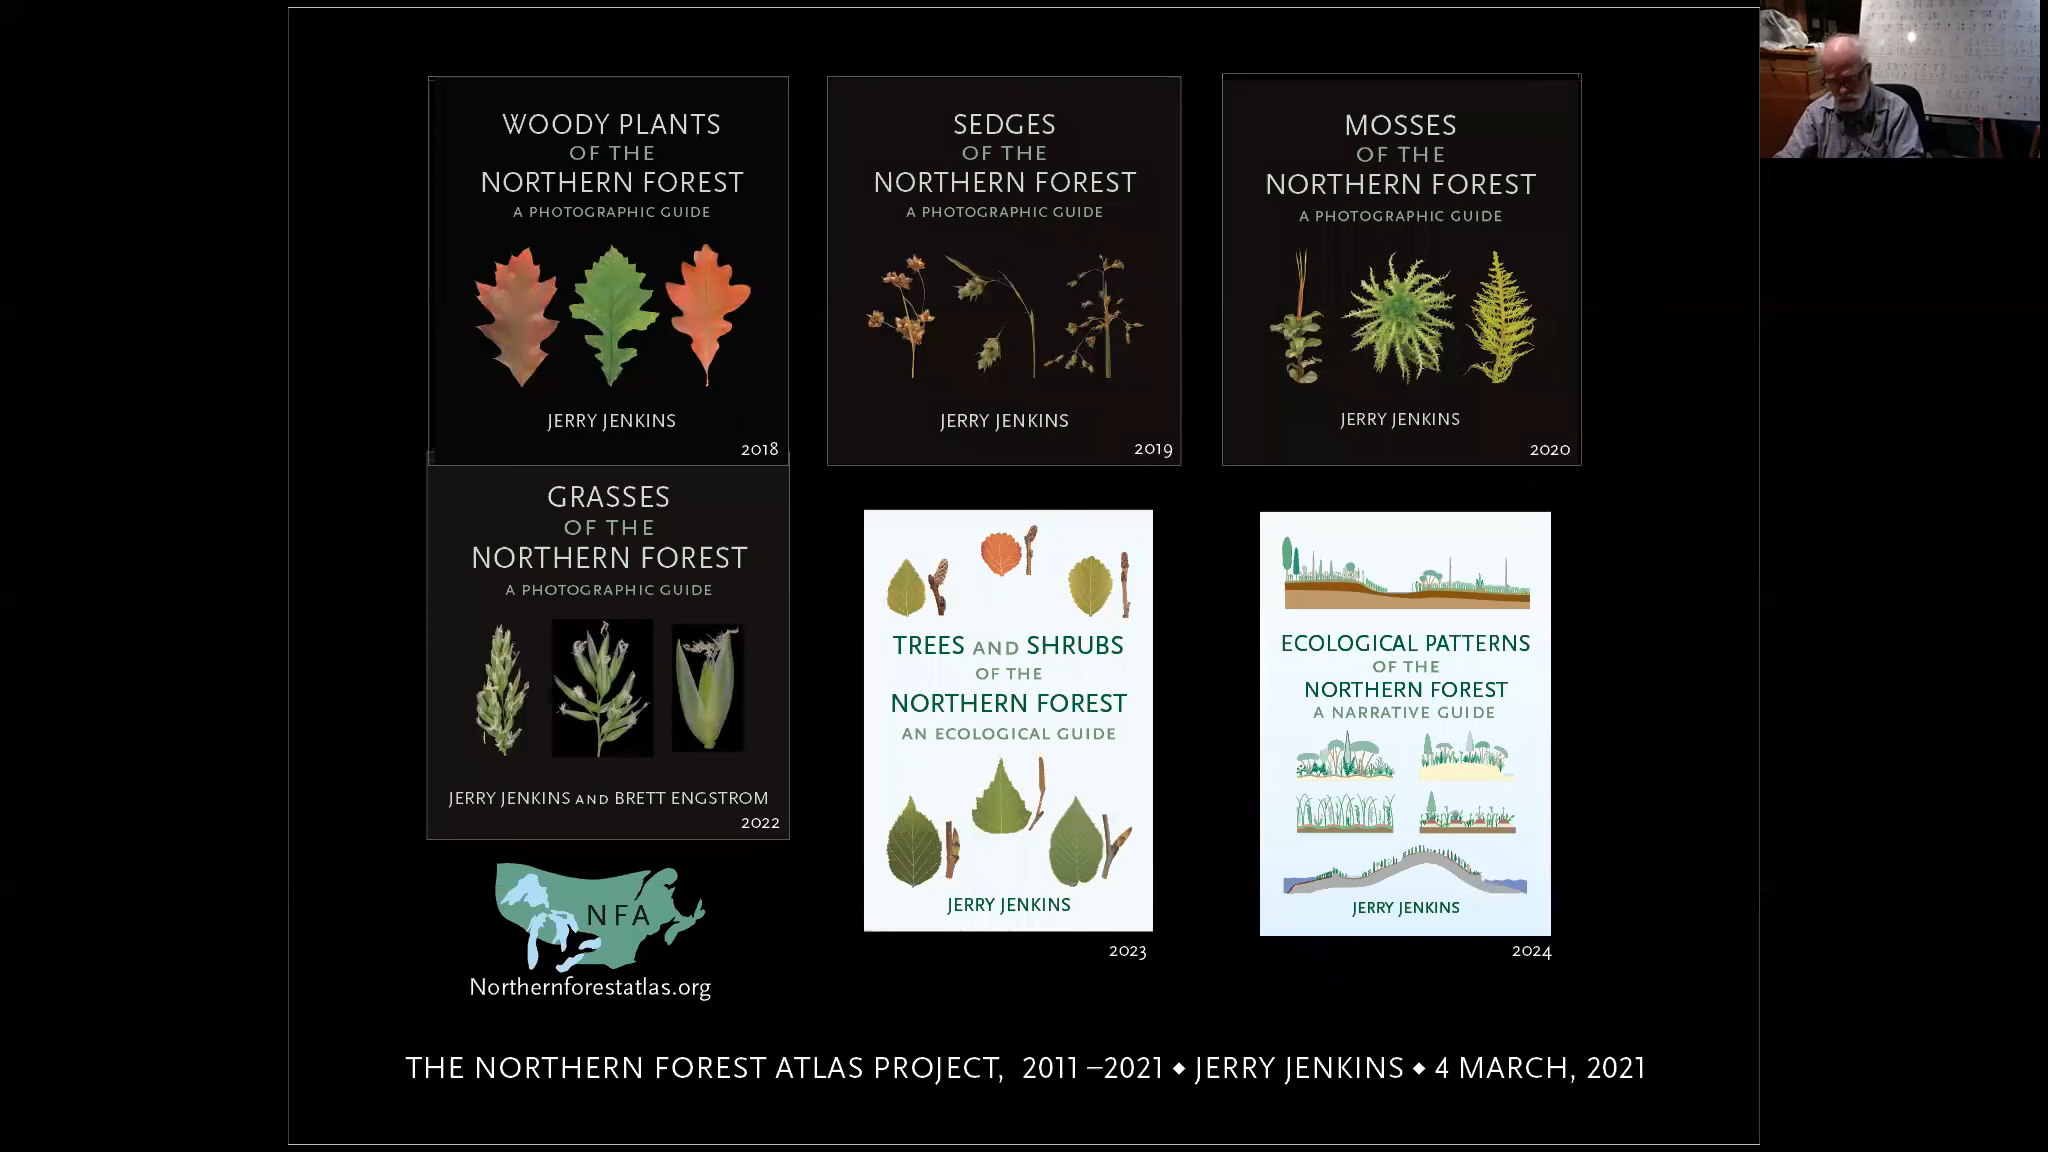 WOODY PLANTS
OF THE
NORTHERN FOREST
A PHOTOGRAPHIC GUIDE
JERRY JENKINS
2018
SEDGES
OF THE
NORTHERN FOREST
A PHOTOGRAPHIC GUIDE
JERRY JENKINS
2019
MOSSES
OF THE
NORTHERN FOREST
A PHOTOGRAPHIC GUIDE
JERRY JENKINS
2020
GRASSES
OF THE
NORTHERN FOREST
A PHOTOGRAPHIC GUIDE
JERRY JENKINS AND BRETT ENGSTROM
2022
TREES AND SHRUBS
OF THE
NORTHERN FOREST
AN ECOLOGICAL GUIDE
JERRY JENKINS
2023
ECOLOGICAL PATTERNS
OF THE
NORTHERN FOREST
A NARRATIVE GUIDE
JERRY JENKINS
2024
NFA
Northernforestatlas.org
THE NORTHERN FOREST ATLAS PROJECT, 2011–2021 ◆ JERRY JENKINS ◆ 4 MARCH, 2021